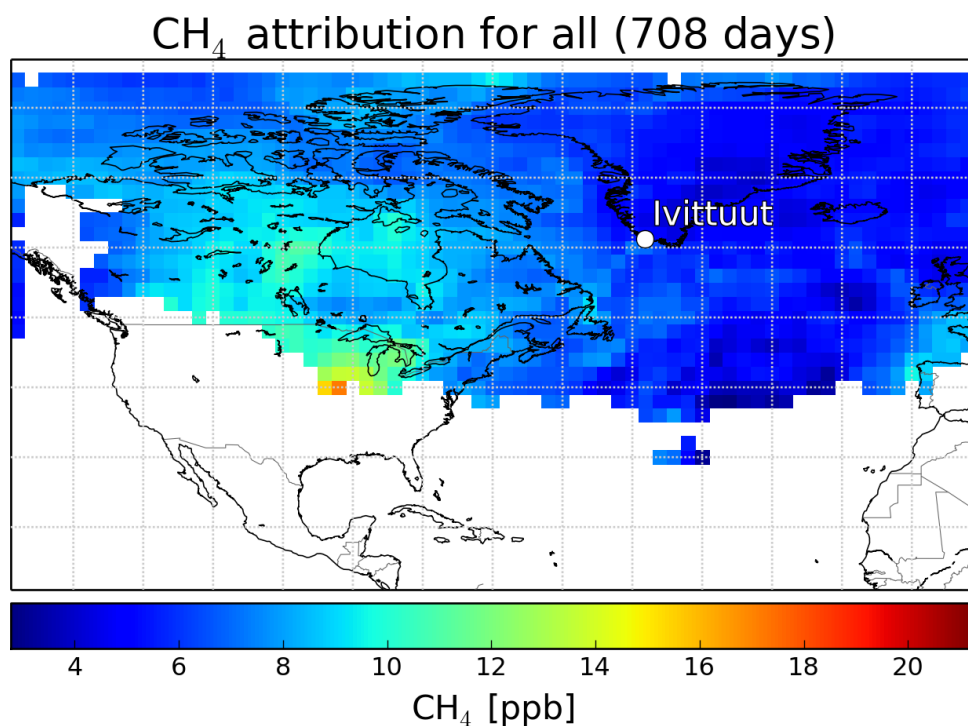 CH₄ attribution for all (708 days)
Ivittuut
4 6 8 10 12 14 16 18 20
CH₄ [ppb]